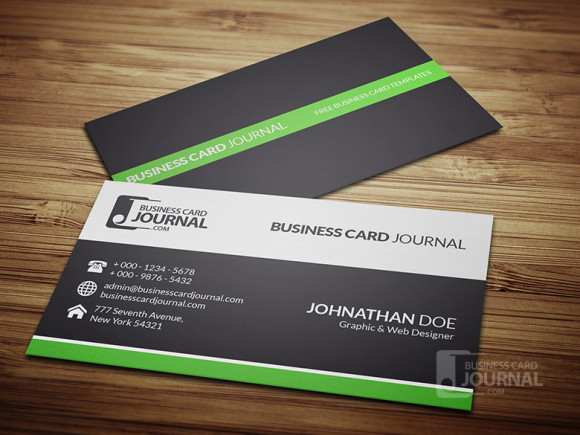 BUSINESS CARD JOURNAL
FREE BUSINESS CARD TEMPLATES
BUSINESS CARD
JOURNAL
.COM
BUSINESS CARD JOURNAL
+ 000 - 1234 - 5678
+ 000 - 9876 - 5432
admin@businesscardjournal.com
businesscardjournal.com
777 Seventh Avenue,
New York 54321
JOHNATHAN DOE
Graphic & Web Designer
BUSINESS CARD
JOURNAL
.COM